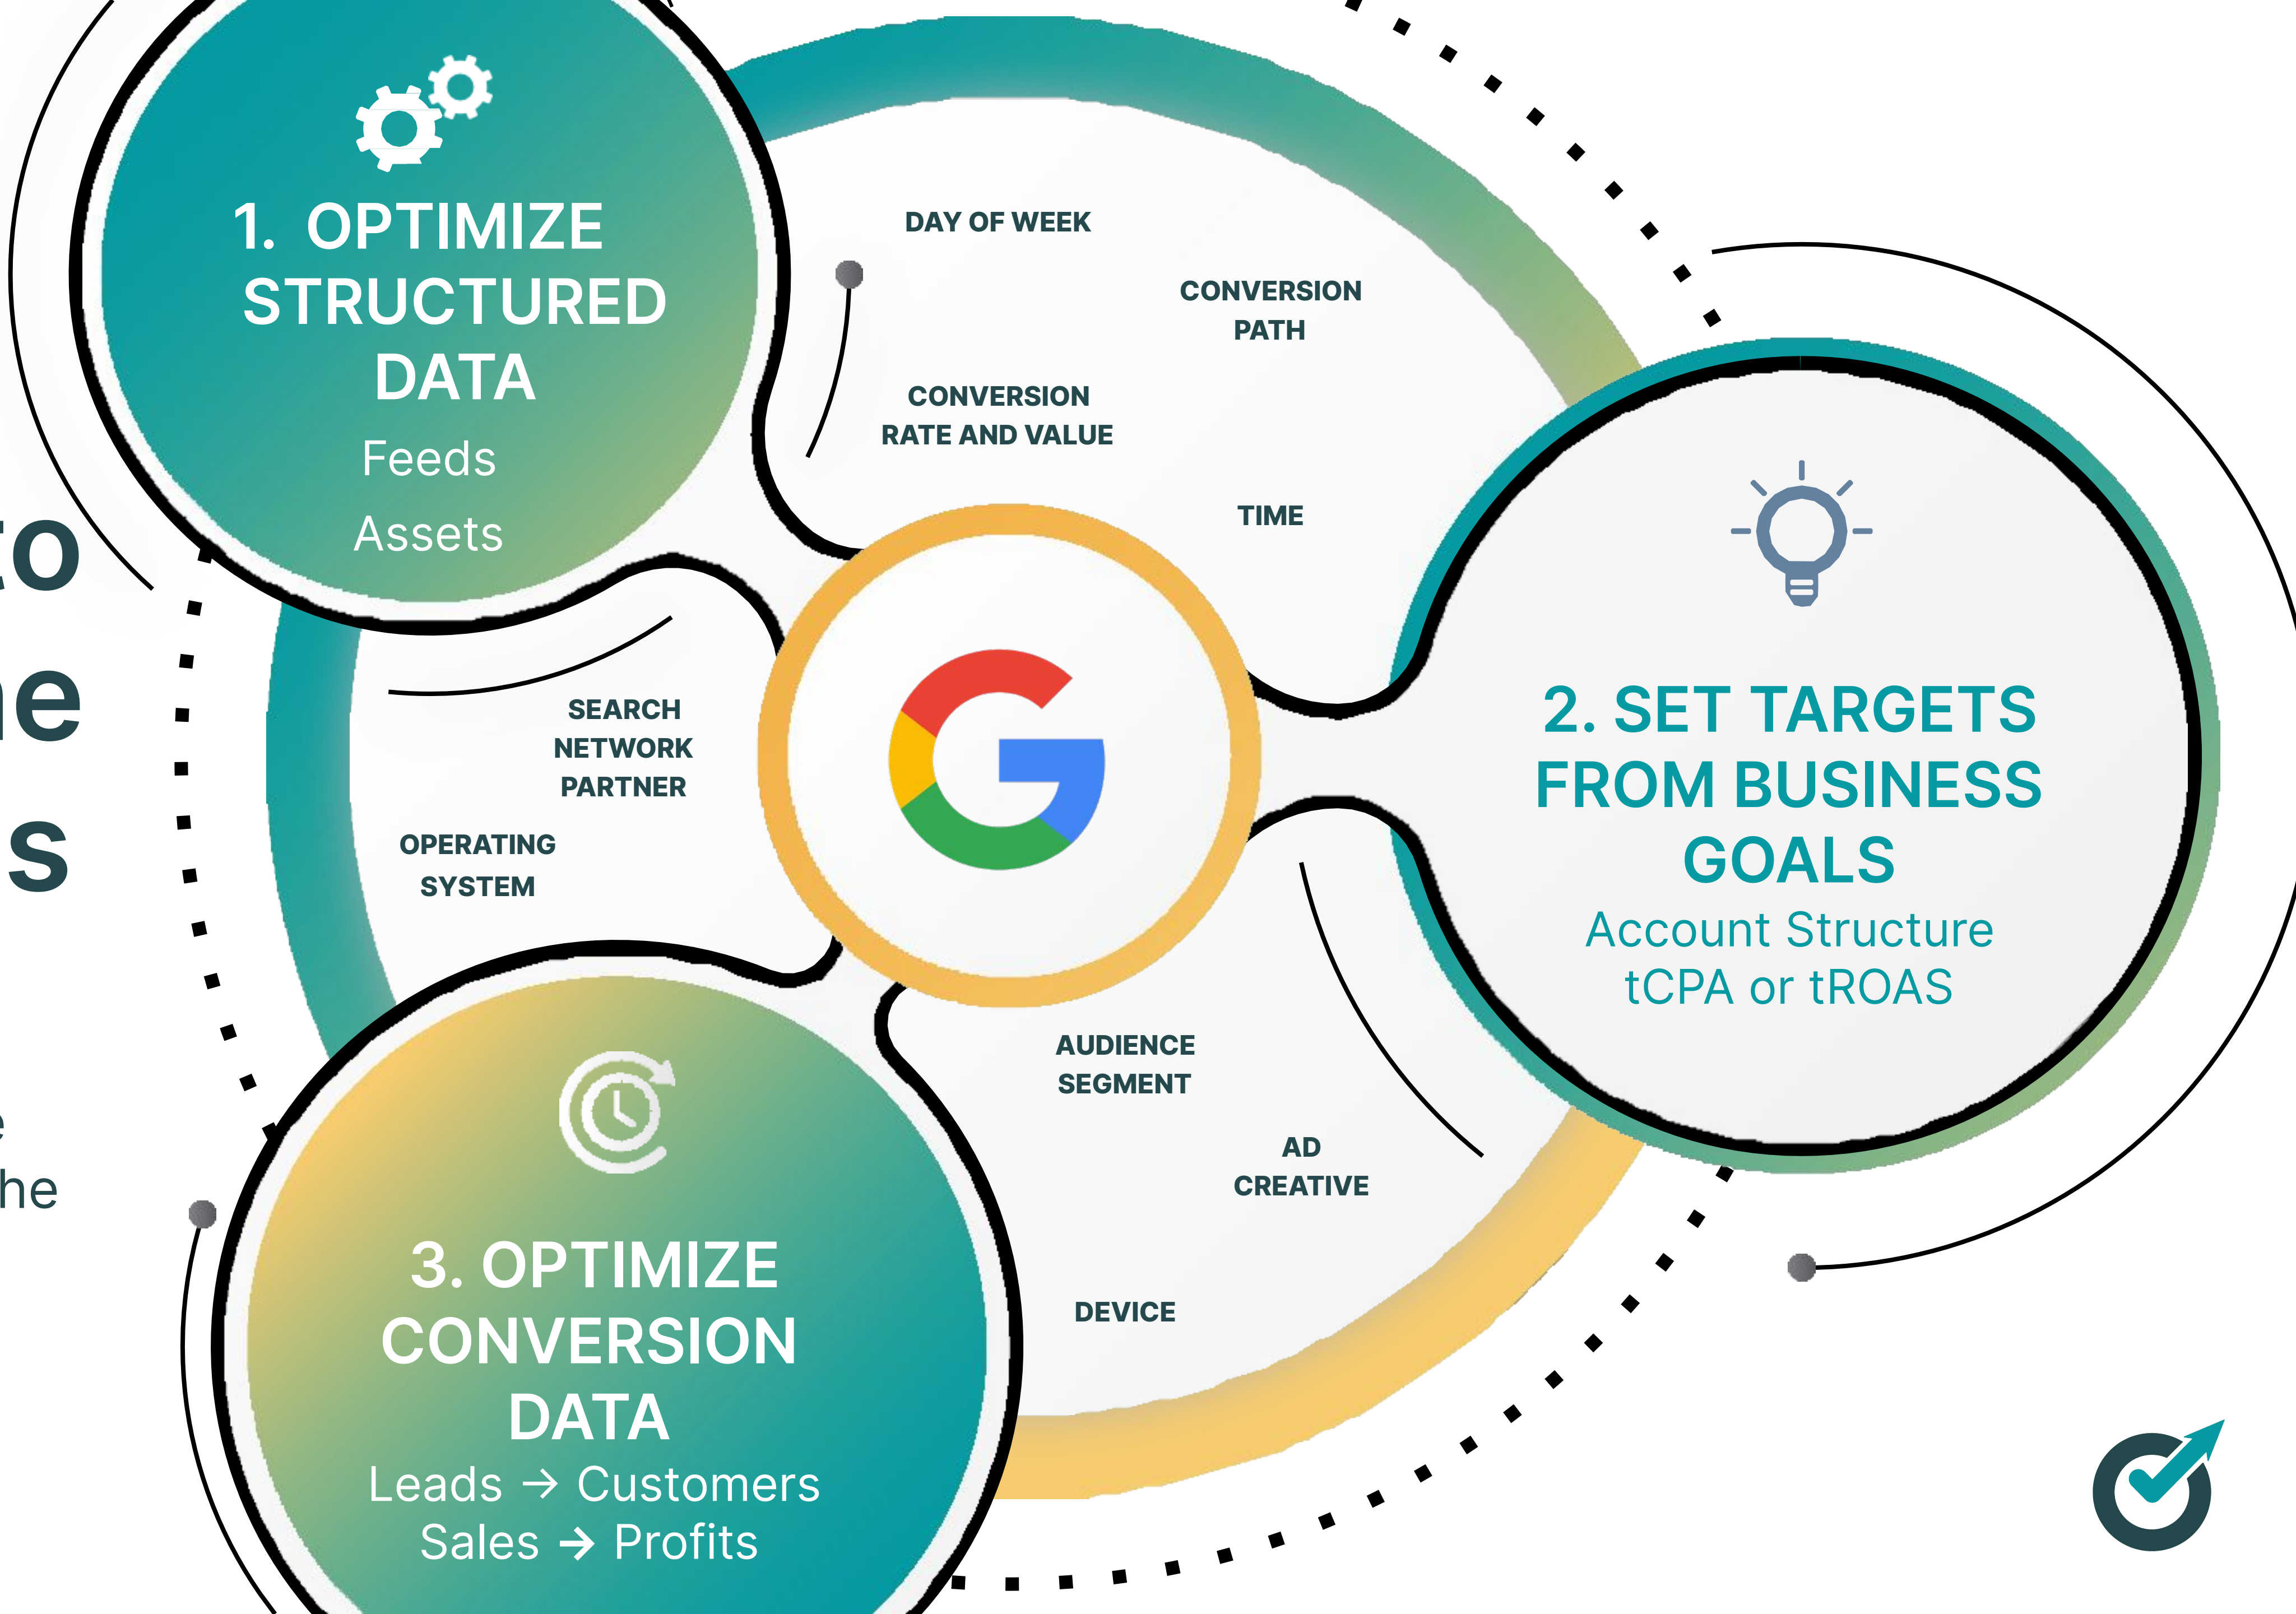 1. OPTIMIZE
STRUCTURED
DATA
Feeds
Assets
DAY OF WEEK
CONVERSION
PATH
CONVERSION
RATE AND VALUE
TIME
SEARCH
NETWORK
PARTNER
OPERATING
SYSTEM
2. SET TARGETS
FROM BUSINESS
GOALS
Account Structure
tCPA or tROAS
AUDIENCE
SEGMENT
AD
CREATIVE
DEVICE
3. OPTIMIZE
CONVERSION
DATA
Leads → Customers
Sales → Profits